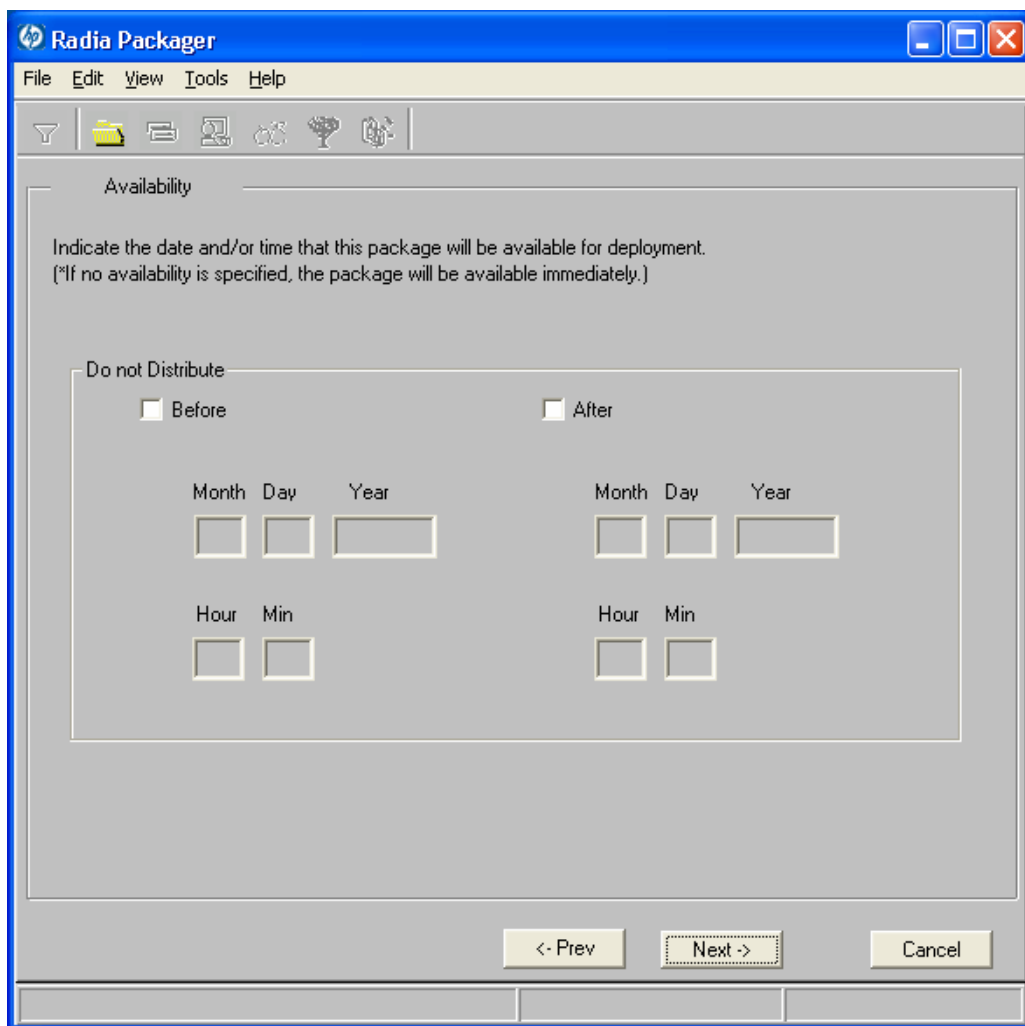 hp Radia Packager
File Edit View Tools Help
Availability
Indicate the date and/or time that this package will be available for deployment.
(*If no availability is specified, the package will be available immediately.)
Do not Distribute
Before After
Month Day Year Month Day Year
Hour Min Hour Min
<- Prev Next -> Cancel